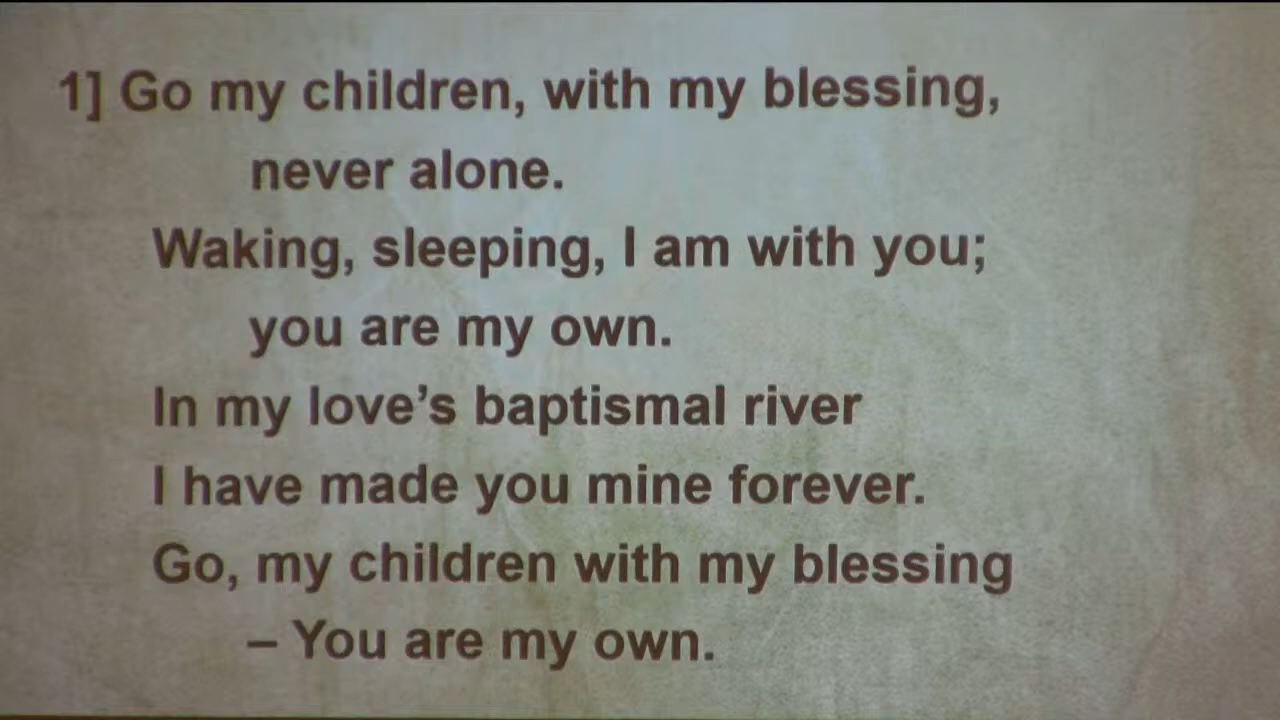 1] Go my children, with my blessing,
never alone.
Waking, sleeping, I am with you;
you are my own.
In my love's baptismal river
I have made you mine forever.
Go, my children with my blessing
– You are my own.